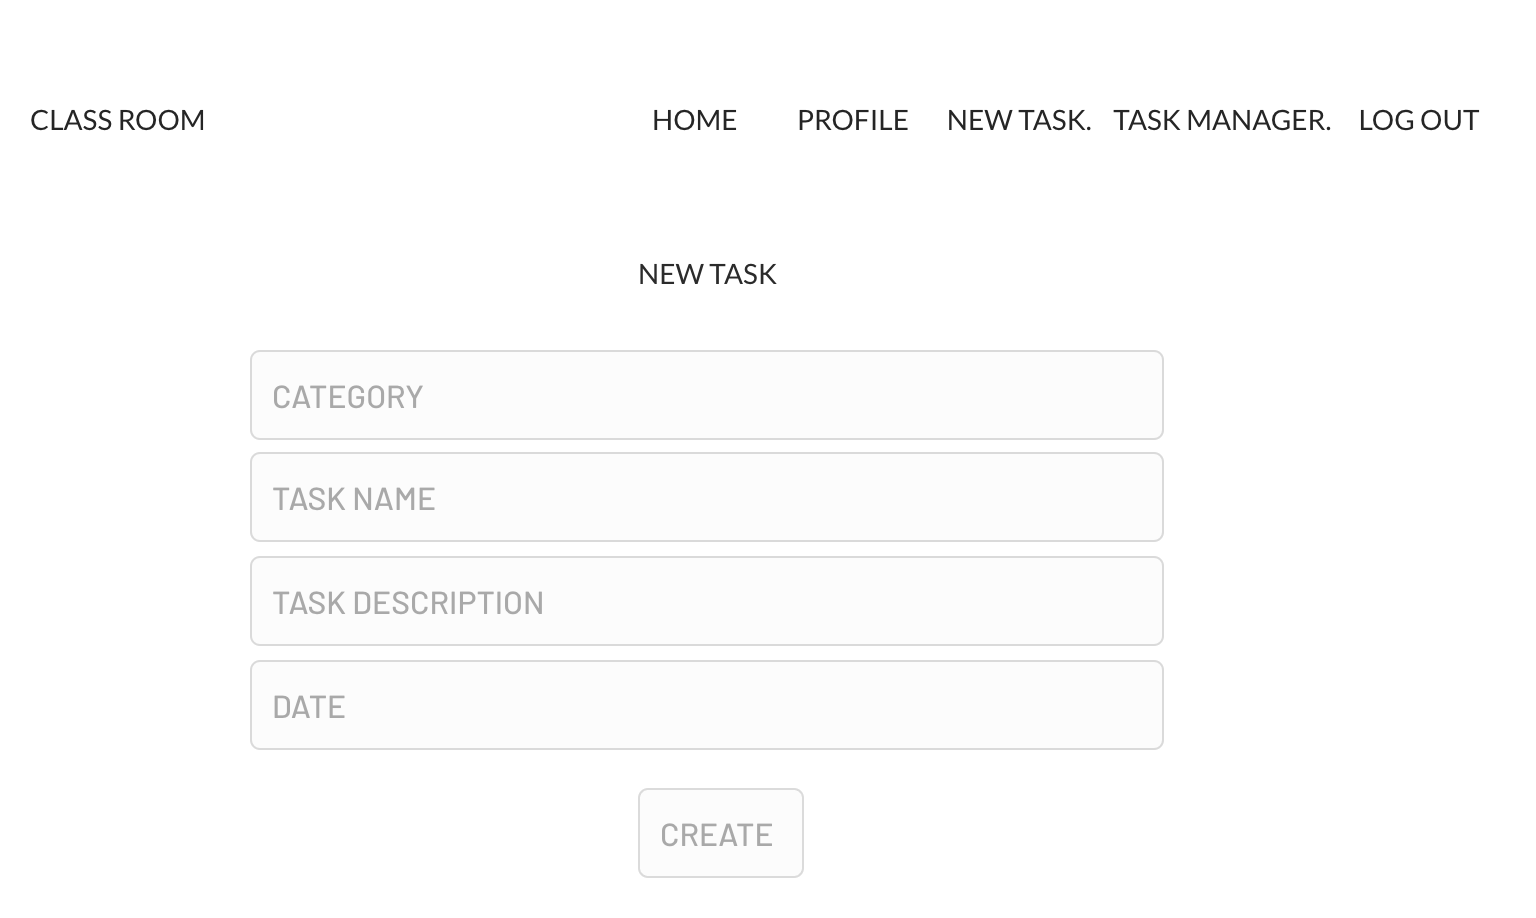 CLASS ROOM HOME PROFILE NEW TASK. TASK MANAGER. LOG OUT
NEW TASK
CATEGORY
TASK NAME
TASK DESCRIPTION
DATE
CREATE